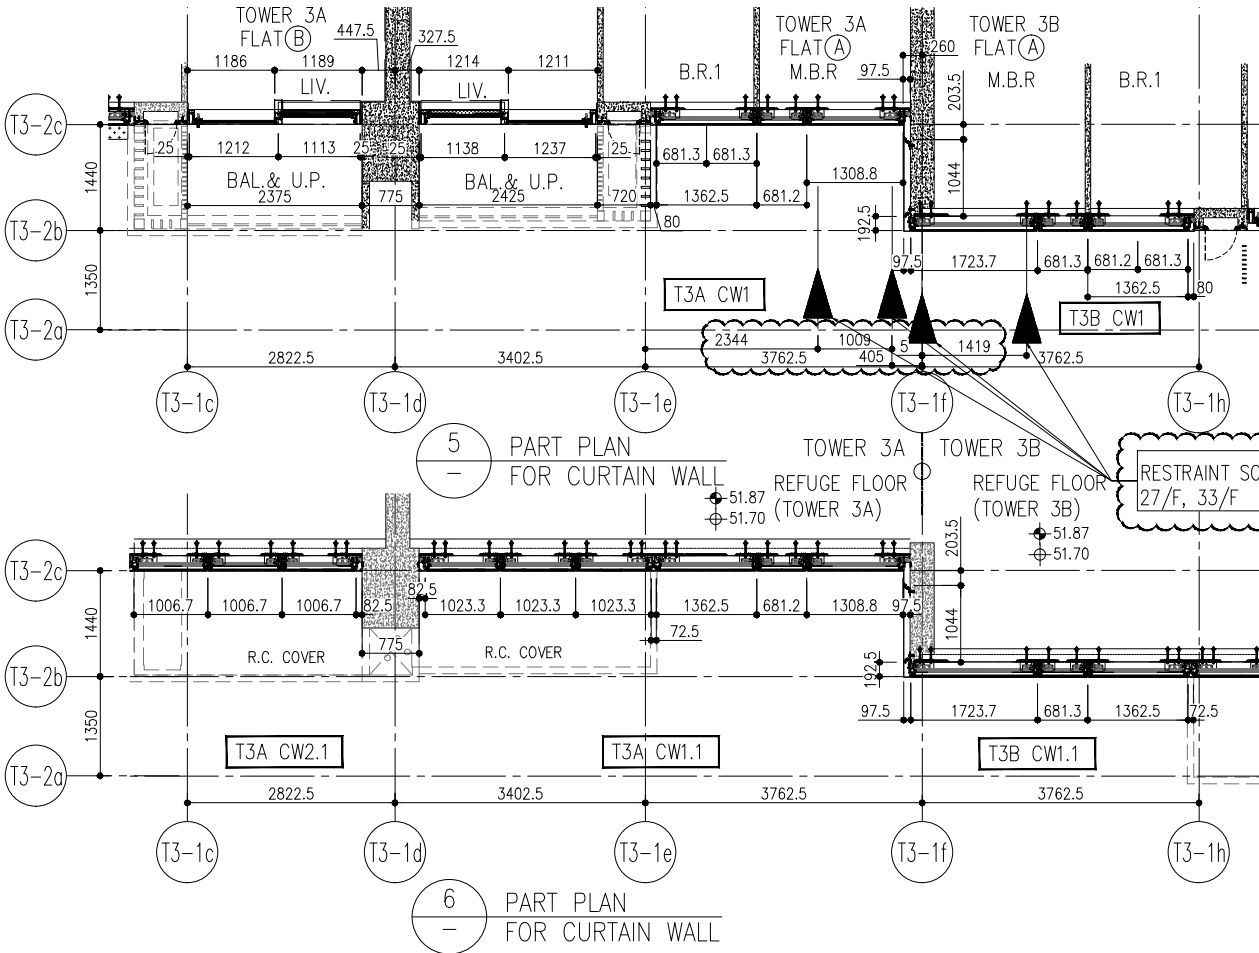 TOWER 3A
FLAT B
447.5
327.5
TOWER 3A
FLAT A
M.B.R
TOWER 3B
FLAT A
M.B.R
260
97.5
B.R.1
B.R.1
1186
1189
1214
1211
LIV.
LIV.
203.5
T3-2c
25
1212
1113
25
25
1138
1237
25
681.3
681.3
1440
BAL.& U.P.
BAL.& U.P.
1308.8
1044
2375
775
2425
720
1362.5
681.2
80
192.5
T3-2b
97.5
1723.7
681.3
681.2
681.3
1350
T3A CW1
1362.5
80
T3B CW1
T3-2a
2344
1009
5
1419
2822.5
3402.5
3762.5
405
3762.5
T3-1c
T3-1d
T3-1e
T3-1f
T3-1h
5
–
PART PLAN
FOR CURTAIN WALL
TOWER 3A
TOWER 3B
REFUGE FLOOR
(TOWER 3A)
51.87
51.70
REFUGE FLOOR
(TOWER 3B)
51.87
51.70
RESTRAINT SC
27/F, 33/F
203.5
T3-2c
82.5
1006.7
1006.7
1006.7
82.5
1023.3
1023.3
1023.3
1362.5
681.2
1308.8
97.5
1440
72.5
1044
775
R.C. COVER
R.C. COVER
192.5
T3-2b
97.5
1723.7
681.3
1362.5
72.5
1350
T3A CW2.1
T3A CW1.1
T3B CW1.1
T3-2a
2822.5
3402.5
3762.5
3762.5
T3-1c
T3-1d
T3-1e
T3-1f
T3-1h
6
–
PART PLAN
FOR CURTAIN WALL